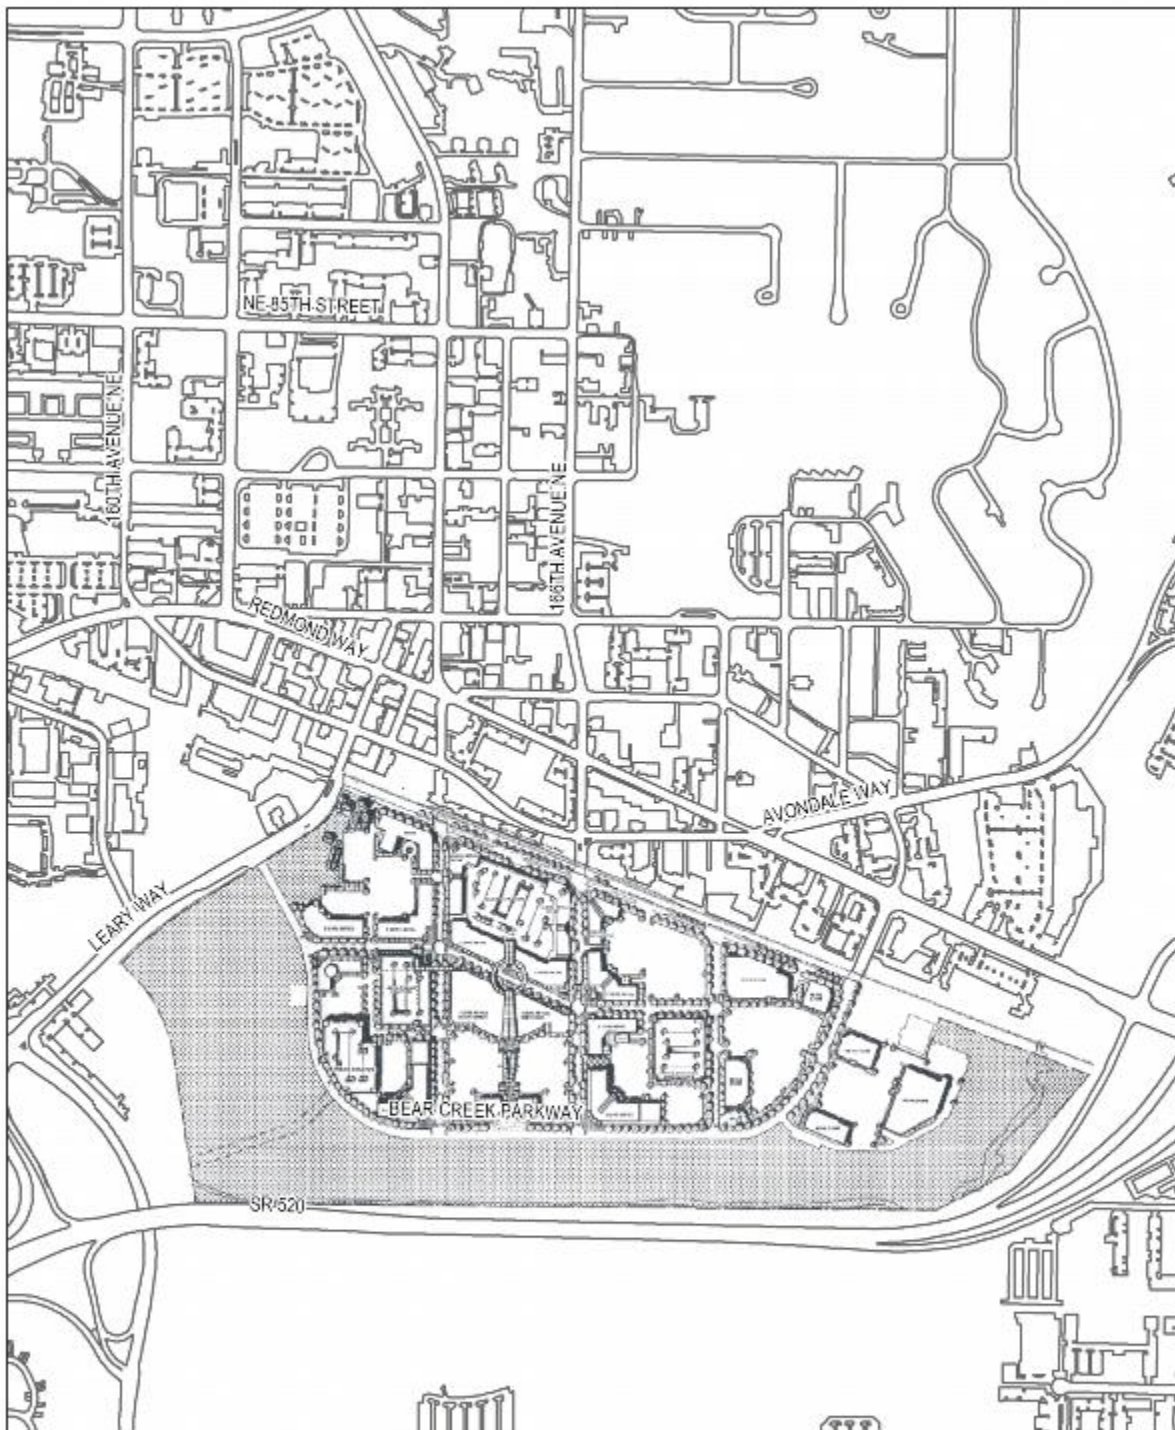 NE 85TH STREET
160TH AVENUE NE
166TH AVENUE NE
REDMOND WAY
AVONDALE WAY
LEARY WAY
BEAR CREEK PARKWAY
SR 520